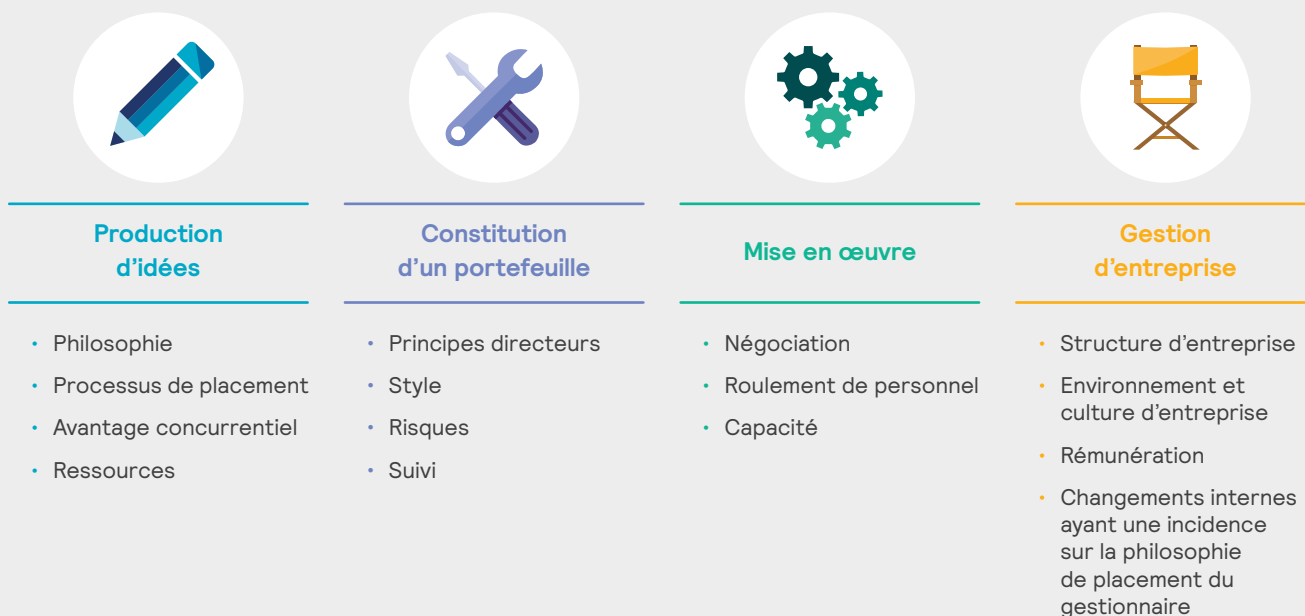 Production
d'idées
• Philosophie
• Processus de placement
• Avantage concurrentiel
• Ressources
Constitution
d'un portefeuille
• Principes directeurs
• Style
• Risques
• Suivi
Mise en œuvre
• Négociation
• Roulement de personnel
• Capacité
Gestion
d'entreprise
• Structure d'entreprise
• Environnement et
culture d'entreprise
• Rémunération
• Changements internes
ayant une incidence
sur la philosophie
de placement du
gestionnaire